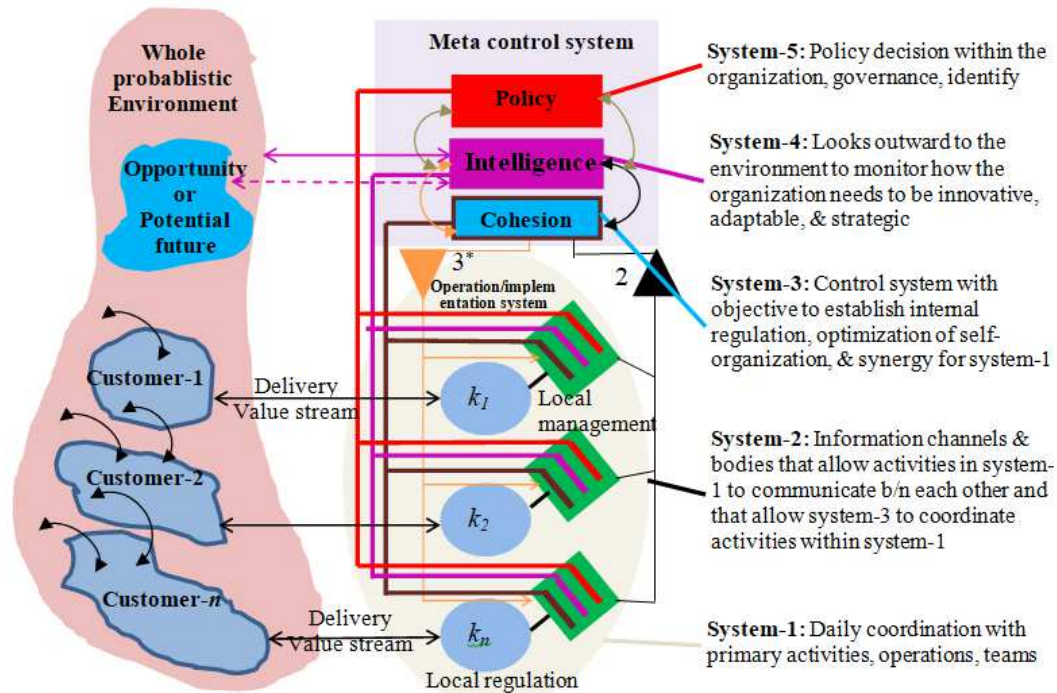 Whole
probablistic
Environment
Opportunity
or
Potential
future
Customer-1
Customer-2
Customer-n
Delivery
Value stream
Delivery
Value stream
Meta control system
Policy
Intelligence
Cohesion
3*
2
Operation/implem
entation system
k1
Local
management
k2
kn
Local regulation
System-5: Policy decision within the
organization, governance, identify
System-4: Looks outward to the
environment to monitor how the
organization needs to be innovative,
adaptable, & strategic
System-3: Control system with
objective to establish internal
regulation, optimization of self-
organization, & synergy for system-1
System-2: Information channels &
bodies that allow activities in system-
1 to communicate b/n each other and
that allow system-3 to coordinate
activities within system-1
System-1: Daily coordination with
primary activities, operations, teams